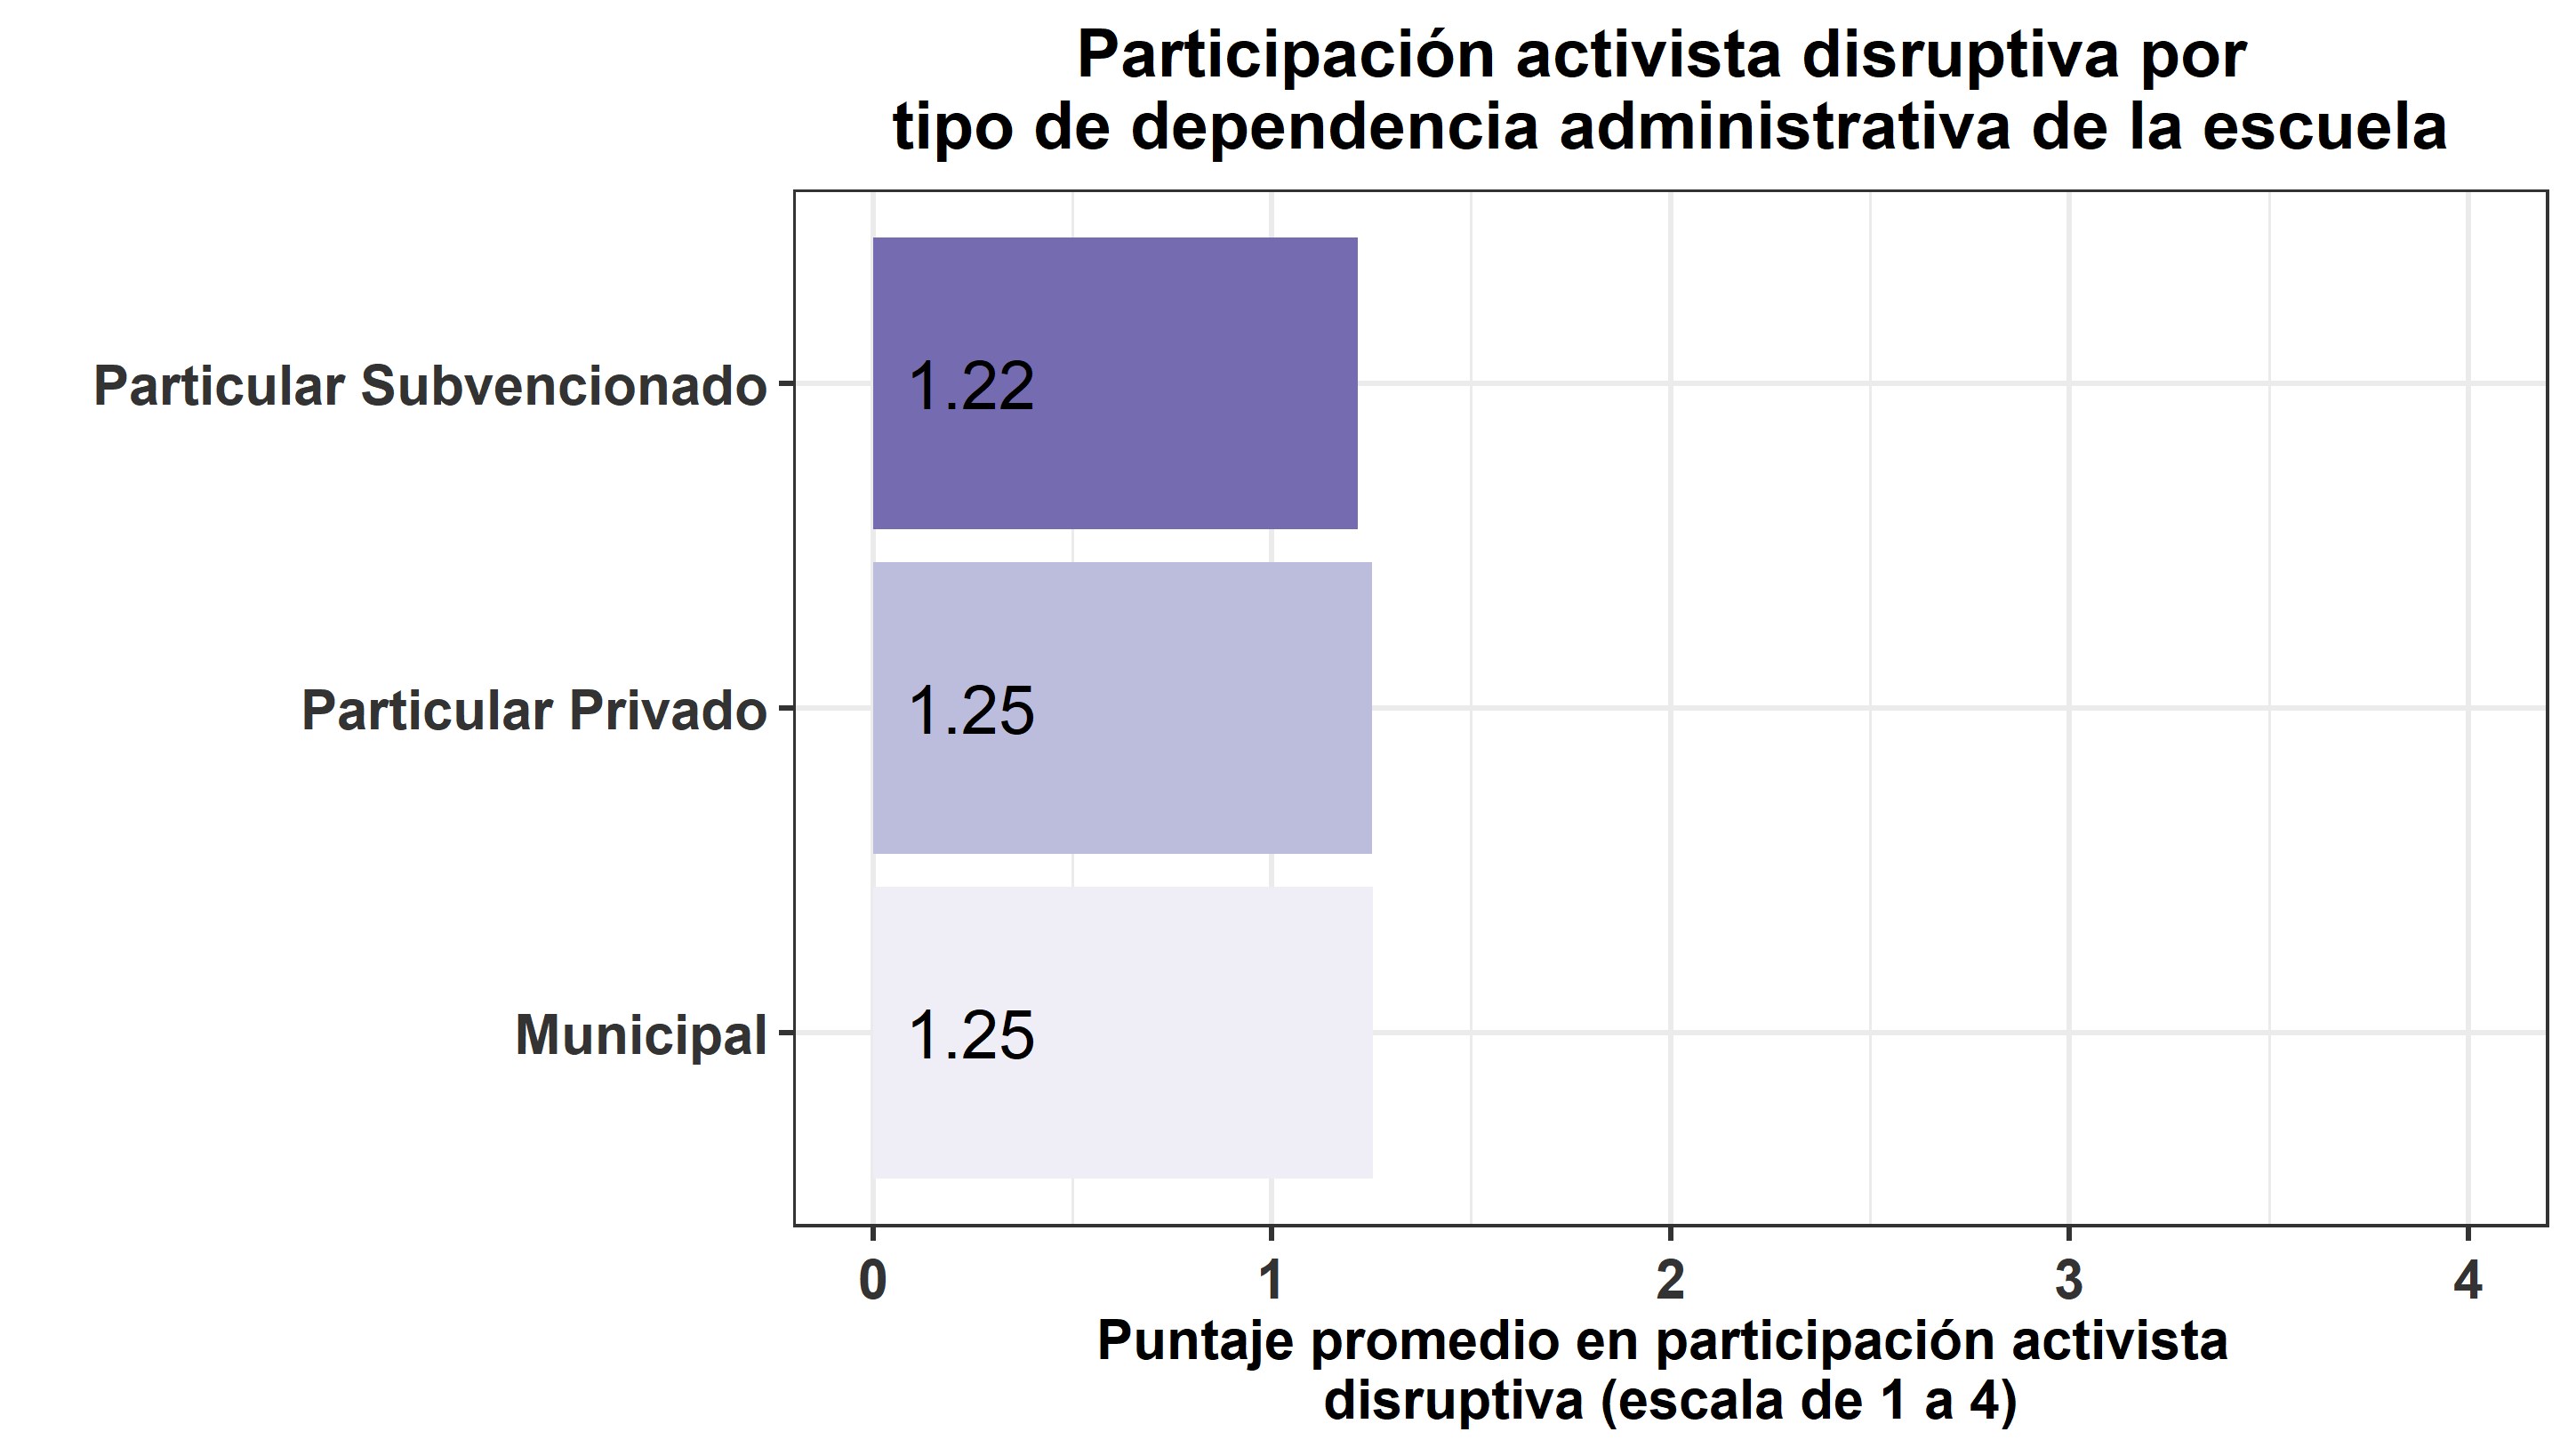 Participación activista disruptiva por
tipo de dependencia administrativa de la escuela
Particular Subvencionado
1.22
Particular Privado
1.25
Municipal
1.25
0 1 2 3 4
Puntaje promedio en participación activista
disruptiva (escala de 1 a 4)